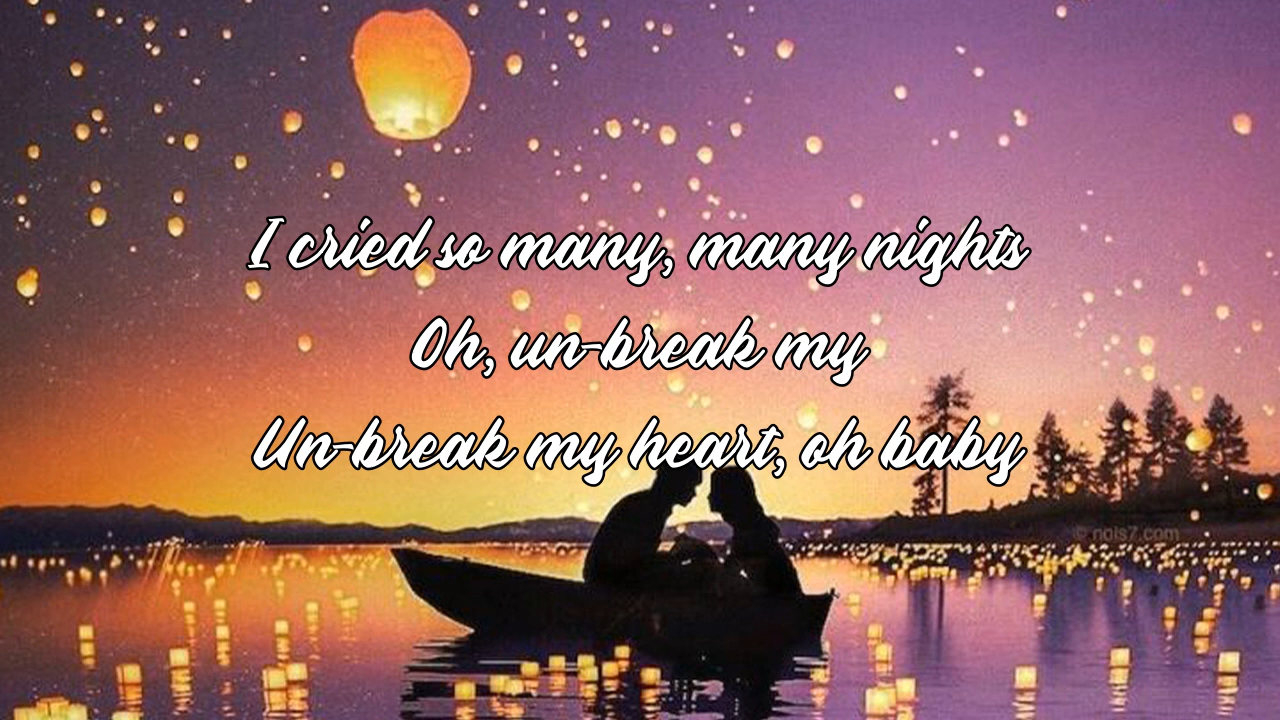 I cried so many, many nights
Oh, un-break my
Un-break my heart, oh baby
© nois7.com